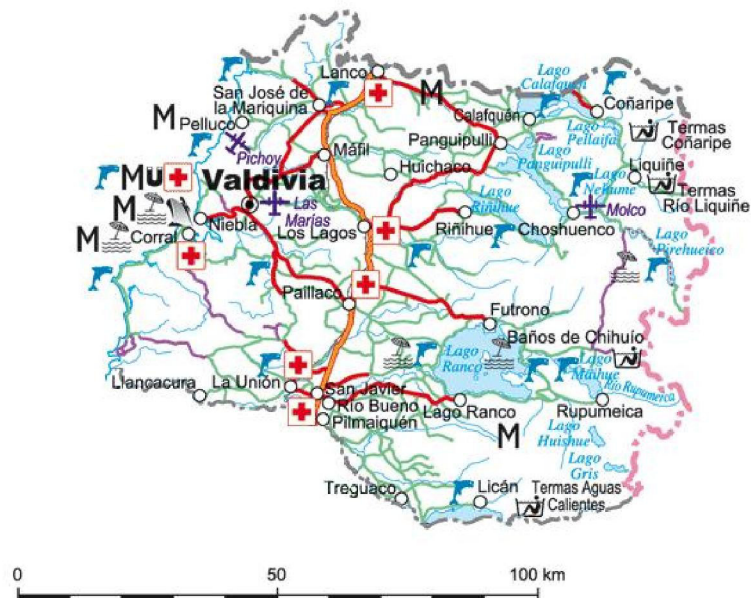 Lanco
Lago
Calafquén
San José de
la Mariquina
M
Calafquén
Coñaripe
M
Pelluco
Lago
Pellaifa
Termas
Coñaripe
Pichoy
Máfil
Panguipulli
Lago
Panguipulli
Huichaco
Liquiñe
Mu
Valdivia
Lago
Neltume
Termas
Río Liquiñe
M
Las
Marías
Lago
Riñihue
Molco
Niebla
Los Lagos
Riñihue
Choshuenco
M
Corral
Lago
Pirehueico
Paillaco
Futrono
Baños de Chihuío
Lago
Ranco
Lago
Maihue
Llancacura
La Unión
San Javier
Río Bueno
Lago Ranco
Rupumeica
Río Rupumeica
Pilmaiquén
M
Lago
Huishue
Lago
Gris
Treguaco
Licán
Termas Aguas
Calientes
0 50 100 km